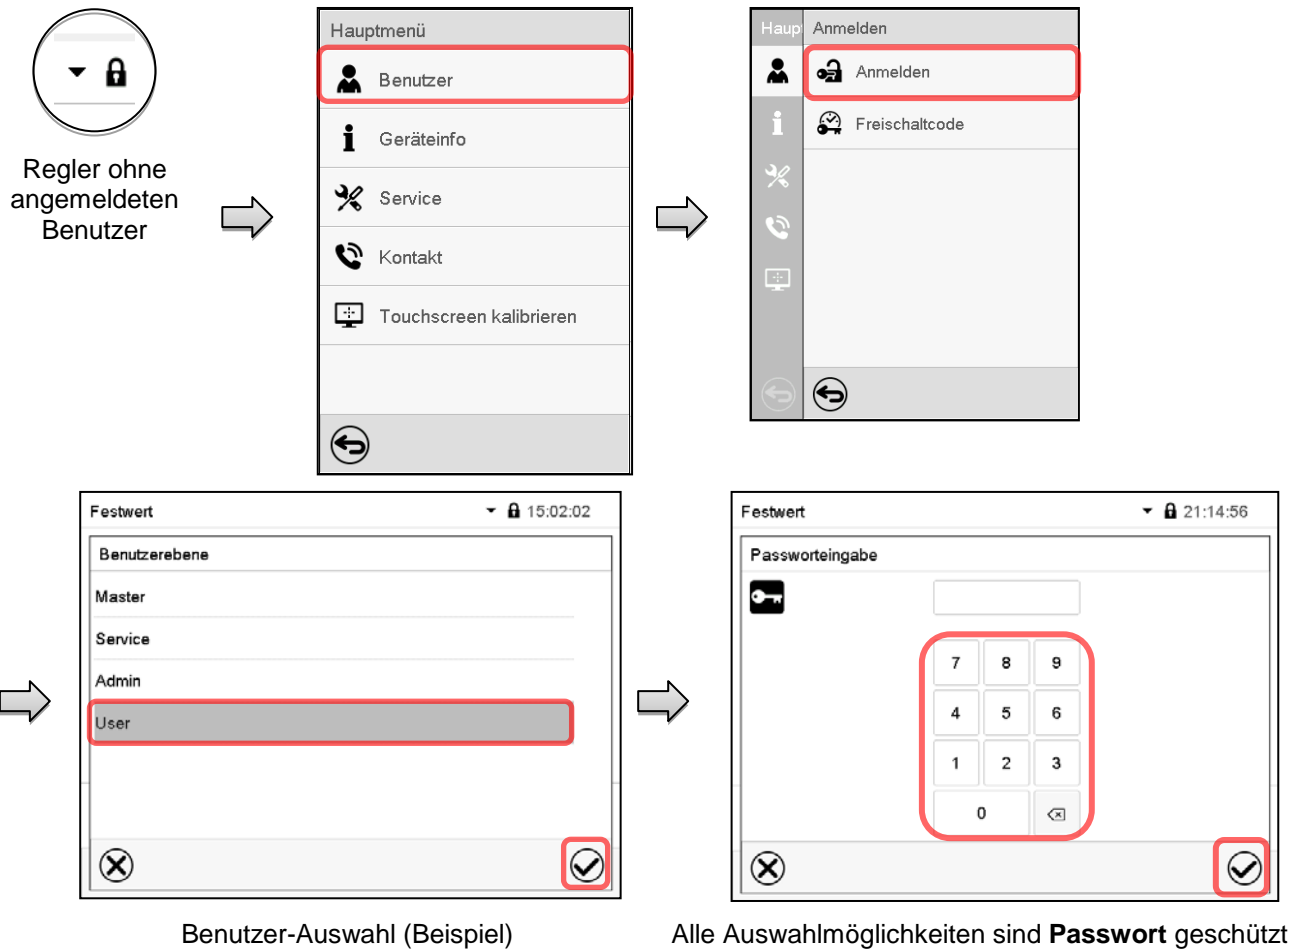 Regler ohne
angemeldeten
Benutzer
Hauptmenü
Benutzer
Geräteinfo
Service
Kontakt
Touchscreen kalibrieren
Haup
Anmelden
Anmelden
Freischaltcode
Festwert 15:02:02
Benutzerebene
Master
Service
Admin
User
Benutzer-Auswahl (Beispiel)
Festwert 21:14:56
Passworteingabe
7 8 9
4 5 6
1 2 3
0
Alle Auswahlmöglichkeiten sind Passwort geschützt